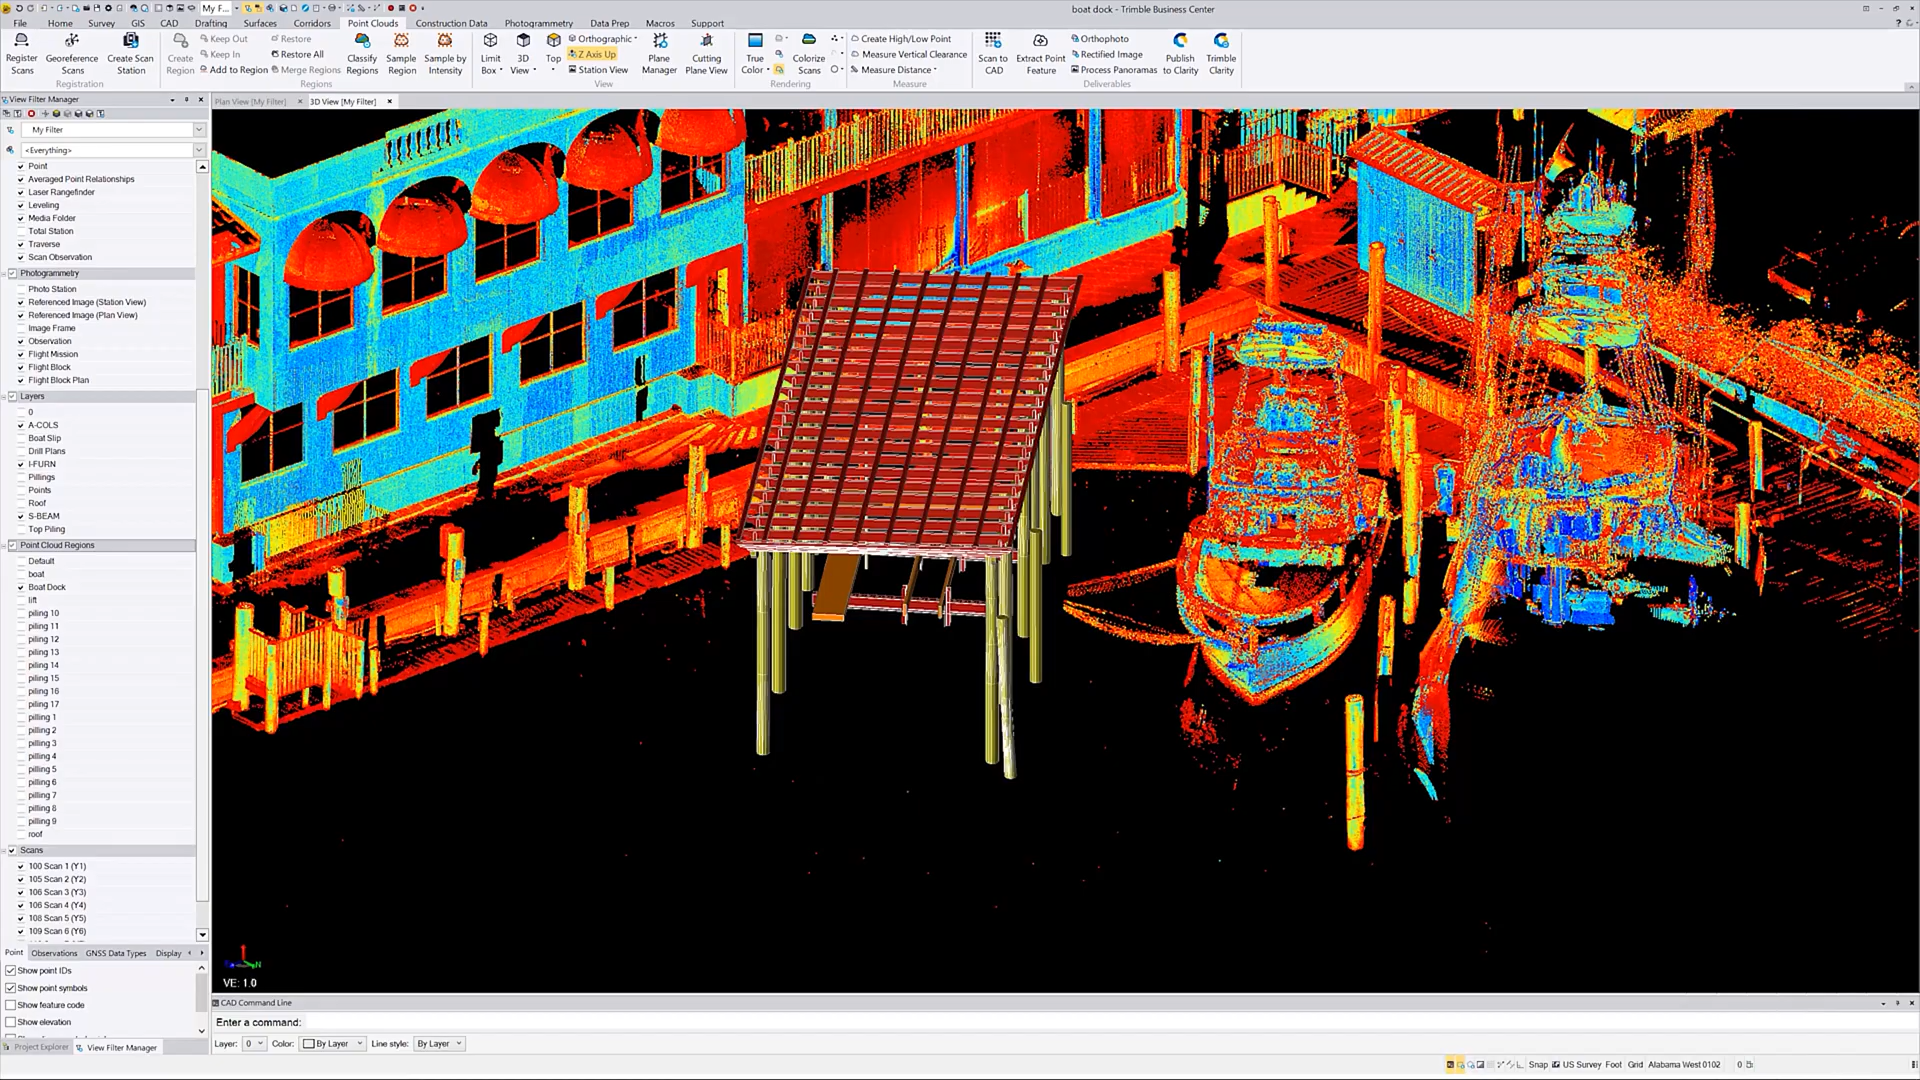 My F...
boat dock - Trimble Business Center
File Home Survey GIS CAD Drafting Surfaces Corridors Point Clouds Construction Data Photogrammetry Data Prep Macros Support
Register Scans
Georeference Scans
Create Scan Station
Registration
Create Region
Keep Out
Keep In
Add to Region
Restore
Restore All
Merge Regions
Classify Regions
Sample Region
Sample by Intensity
Regions
Limit Box
3D View
Top
Orthographic
Z Axis Up
Station View
Plane Manager
Cutting Plane View
View
True Color
Colorize Scans
Rendering
Create High/Low Point
Measure Vertical Clearance
Measure Distance
Measure
Scan to CAD
Extract Point Feature
Orthophoto
Rectified Image
Process Panoramas
Publish to Clarity
Trimble Clarity
Deliverables
View Filter Manager
Plan View [My Filter]
3D View [My Filter]
My Filter
<Everything>
Point
Averaged Point Relationships
Laser Rangefinder
Leveling
Media Folder
Total Station
Traverse
Scan Observation
Photogrammetry
Photo Station
Referenced Image (Station View)
Referenced Image (Plan View)
Image Frame
Observation
Flight Mission
Flight Block
Flight Block Plan
Layers
0
A-COLS
Boat Slip
Drill Plans
I-FURN
Pillings
Points
Roof
S-BEAM
Top Piling
Point Cloud Regions
Default
boat
Boat Dock
lift
piling 10
piling 11
piling 12
piling 13
piling 14
piling 15
piling 16
piling 17
pilling 1
pilling 2
pilling 3
pilling 4
pilling 5
pilling 6
pilling 7
pilling 8
pilling 9
roof
Scans
100 Scan 1 (Y1)
105 Scan 2 (Y2)
106 Scan 3 (Y3)
106 Scan 4 (Y4)
108 Scan 5 (Y5)
109 Scan 6 (Y6)
Point Observations GNSS Data Types Display
Show point IDs
Show point symbols
Show feature code
Show elevation
Project Explorer View Filter Manager
N
VE: 1.0
CAD Command Line
Enter a command:
Layer: 0 Color: By Layer Line style: By Layer
Snap US Survey Foot Grid Alabama West 0102 0